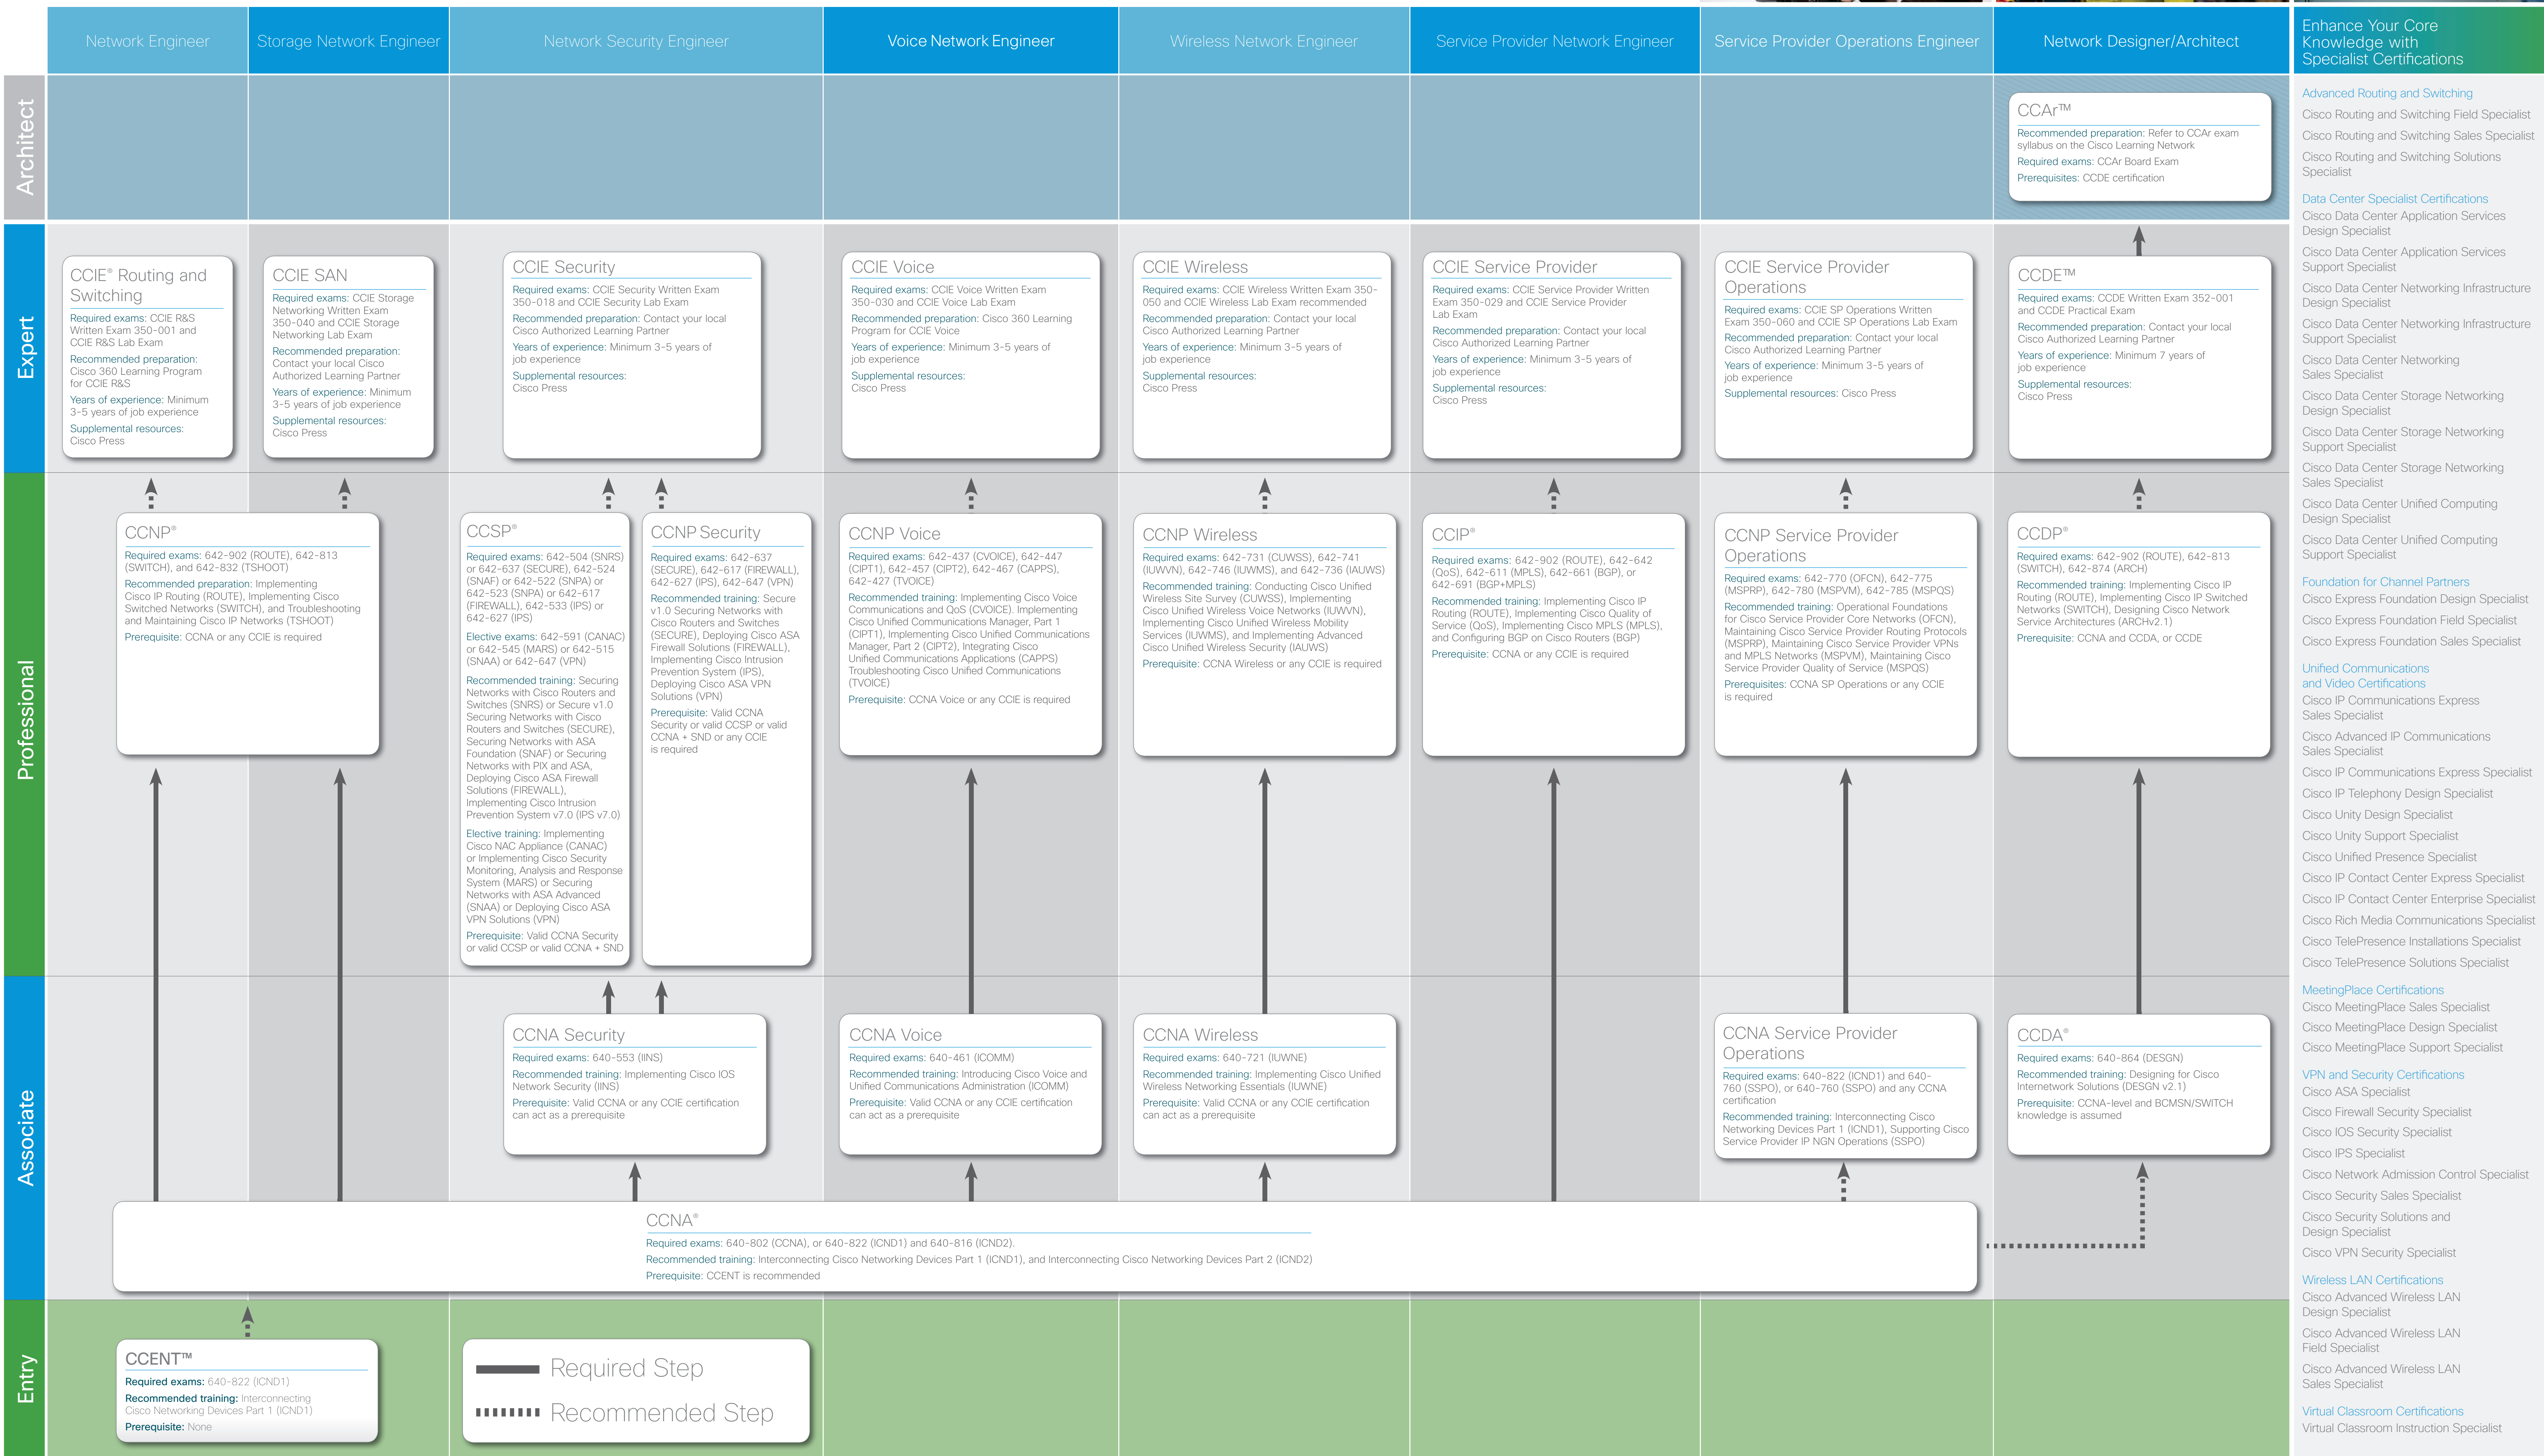 Network Engineer
Storage Network Engineer
Network Security Engineer
Voice Network Engineer
Wireless Network Engineer
Service Provider Network Engineer
Service Provider Operations Engineer
Network Designer/Architect
Architect
CCAr™
Recommended preparation: Refer to CCAr exam
syllabus on the Cisco Learning Network
Required exams: CCAr Board Exam
Prerequisites: CCDE certification
Expert
CCIE® Routing and
Switching
Required exams: CCIE R&S
Written Exam 350-001 and
CCIE R&S Lab Exam
Recommended preparation:
Cisco 360 Learning Program
for CCIE R&S
Years of experience: Minimum
3-5 years of job experience
Supplemental resources:
Cisco Press
CCIE SAN
Required exams: CCIE Storage
Networking Written Exam
350-040 and CCIE Storage
Networking Lab Exam
Recommended preparation:
Contact your local Cisco
Authorized Learning Partner
Years of experience: Minimum
3-5 years of job experience
Supplemental resources:
Cisco Press
CCIE Security
Required exams: CCIE Security Written Exam
350-018 and CCIE Security Lab Exam
Recommended preparation: Contact your local
Cisco Authorized Learning Partner
Years of experience: Minimum 3-5 years of
job experience
Supplemental resources:
Cisco Press
CCIE Voice
Required exams: CCIE Voice Written Exam
350-030 and CCIE Voice Lab Exam
Recommended preparation: Cisco 360 Learning
Program for CCIE Voice
Years of experience: Minimum 3-5 years of
job experience
Supplemental resources:
Cisco Press
CCIE Wireless
Required exams: CCIE Wireless Written Exam 350-
050 and CCIE Wireless Lab Exam recommended
Recommended preparation: Contact your local
Cisco Authorized Learning Partner
Years of experience: Minimum 3-5 years of
job experience
Supplemental resources:
Cisco Press
CCIE Service Provider
Required exams: CCIE Service Provider Written
Exam 350-029 and CCIE Service Provider
Lab Exam
Recommended preparation: Contact your local
Cisco Authorized Learning Partner
Years of experience: Minimum 3-5 years of
job experience
Supplemental resources:
Cisco Press
CCIE Service Provider
Operations
Required exams: CCIE SP Operations Written
Exam 350-060 and CCIE SP Operations Lab Exam
Recommended preparation: Contact your local
Cisco Authorized Learning Partner
Years of experience: Minimum 3-5 years of
job experience
Supplemental resources: Cisco Press
CCDE™
Required exams: CCDE Written Exam 352-001
and CCDE Practical Exam
Recommended preparation: Contact your local
Cisco Authorized Learning Partner
Years of experience: Minimum 7 years of
job experience
Supplemental resources:
Cisco Press
Professional
CCNP®
Required exams: 642-902 (ROUTE), 642-813
(SWITCH), and 642-832 (TSHOOT)
Recommended preparation: Implementing
Cisco IP Routing (ROUTE), Implementing Cisco
Switched Networks (SWITCH), and Troubleshooting
and Maintaining Cisco IP Networks (TSHOOT)
Prerequisite: CCNA or any CCIE is required
CCSP®
Required exams: 642-504 (SNRS)
or 642-637 (SECURE), 642-524
(SNAF) or 642-522 (SNPA) or
642-523 (SNPA) or 642-617
(FIREWALL), 642-533 (IPS) or
642-627 (IPS)
Elective exams: 642-591 (CANAC)
or 642-545 (MARS) or 642-515
(SNAA) or 642-647 (VPN)
Recommended training: Securing
Networks with Cisco Routers and
Switches (SNRS) or Secure v1.0
Securing Networks with Cisco
Routers and Switches (SECURE),
Securing Networks with ASA
Foundation (SNAF) or Securing
Networks with PIX and ASA,
Deploying Cisco ASA Firewall
Solutions (FIREWALL),
Implementing Cisco Intrusion
Prevention System v7.0 (IPS v7.0)
Elective training: Implementing
Cisco NAC Appliance (CANAC)
or Implementing Cisco Security
Monitoring, Analysis and Response
System (MARS) or Securing
Networks with ASA Advanced
(SNAA) or Deploying Cisco ASA
VPN Solutions (VPN)
Prerequisite: Valid CCNA Security
or valid CCSP or valid CCNA + SND
CCNP Security
Required exams: 642-637
(SECURE), 642-617 (FIREWALL),
642-627 (IPS), 642-647 (VPN)
Recommended training: Secure
v1.0 Securing Networks with
Cisco Routers and Switches
(SECURE), Deploying Cisco ASA
Firewall Solutions (FIREWALL),
Implementing Cisco Intrusion
Prevention System (IPS),
Deploying Cisco ASA VPN
Solutions (VPN)
Prerequisite: Valid CCNA
Security or valid CCSP or valid
CCNA + SND or any CCIE
is required
CCNP Voice
Required exams: 642-437 (CVOICE), 642-447
(CIPT1), 642-457 (CIPT2), 642-467 (CAPPS),
642-427 (TVOICE)
Recommended training: Implementing Cisco Voice
Communications and QoS (CVOICE). Implementing
Cisco Unified Communications Manager, Part 1
(CIPT1), Implementing Cisco Unified Communications
Manager, Part 2 (CIPT2), Integrating Cisco
Unified Communications Applications (CAPPS)
Troubleshooting Cisco Unified Communications
(TVOICE)
Prerequisite: CCNA Voice or any CCIE is required
CCNP Wireless
Required exams: 642-731 (CUWSS), 642-741
(IUWVN), 642-746 (IUWMS), and 642-736 (IAUWS)
Recommended training: Conducting Cisco Unified
Wireless Site Survey (CUWSS), Implementing
Cisco Unified Wireless Voice Networks (IUWVN),
Implementing Cisco Unified Wireless Mobility
Services (IUWMS), and Implementing Advanced
Cisco Unified Wireless Security (IAUWS)
Prerequisite: CCNA Wireless or any CCIE is required
CCIP®
Required exams: 642-902 (ROUTE), 642-642
(QoS), 642-611 (MPLS), 642-661 (BGP), or
642-691 (BGP+MPLS)
Recommended training: Implementing Cisco IP
Routing (ROUTE), Implementing Cisco Quality of
Service (QoS), Implementing Cisco MPLS (MPLS),
and Configuring BGP on Cisco Routers (BGP)
Prerequisite: CCNA or any CCIE is required
CCNP Service Provider
Operations
Required exams: 642-770 (OFCN), 642-775
(MSPRP), 642-780 (MSPVM), 642-785 (MSPQS)
Recommended training: Operational Foundations
for Cisco Service Provider Core Networks (OFCN),
Maintaining Cisco Service Provider Routing Protocols
(MSPRP), Maintaining Cisco Service Provider VPNs
and MPLS Networks (MSPVM), Maintaining Cisco
Service Provider Quality of Service (MSPQS)
Prerequisites: CCNA SP Operations or any CCIE
is required
CCDP®
Required exams: 642-902 (ROUTE), 642-813
(SWITCH), 642-874 (ARCH)
Recommended training: Implementing Cisco IP
Routing (ROUTE), Implementing Cisco IP Switched
Networks (SWITCH), Designing Cisco Network
Service Architectures (ARCHv2.1)
Prerequisite: CCNA and CCDA, or CCDE
Associate
CCNA Security
Required exams: 640-553 (IINS)
Recommended training: Implementing Cisco IOS
Network Security (IINS)
Prerequisite: Valid CCNA or any CCIE certification
can act as a prerequisite
CCNA Voice
Required exams: 640-461 (ICOMM)
Recommended training: Introducing Cisco Voice and
Unified Communications Administration (ICOMM)
Prerequisite: Valid CCNA or any CCIE certification
can act as a prerequisite
CCNA Wireless
Required exams: 640-721 (IUWNE)
Recommended training: Implementing Cisco Unified
Wireless Networking Essentials (IUWNE)
Prerequisite: Valid CCNA or any CCIE certification
can act as a prerequisite
CCNA Service Provider
Operations
Required exams: 640-822 (ICND1) and 640-
760 (SSPO), or 640-760 (SSPO) and any CCNA
certification
Recommended training: Interconnecting Cisco
Networking Devices Part 1 (ICND1), Supporting Cisco
Service Provider IP NGN Operations (SSPO)
CCDA®
Required exams: 640-864 (DESGN)
Recommended training: Designing for Cisco
Internetwork Solutions (DESGN v2.1)
Prerequisite: CCNA-level and BCMSN/SWITCH
knowledge is assumed
CCNA®
Required exams: 640-802 (CCNA), or 640-822 (ICND1) and 640-816 (ICND2).
Recommended training: Interconnecting Cisco Networking Devices Part 1 (ICND1), and Interconnecting Cisco Networking Devices Part 2 (ICND2)
Prerequisite: CCENT is recommended
Entry
CCENT™
Required exams: 640-822 (ICND1)
Recommended training: Interconnecting
Cisco Networking Devices Part 1 (ICND1)
Prerequisite: None
Required Step
Recommended Step
Enhance Your Core
Knowledge with
Specialist Certifications
Advanced Routing and Switching
Cisco Routing and Switching Field Specialist
Cisco Routing and Switching Sales Specialist
Cisco Routing and Switching Solutions
Specialist
Data Center Specialist Certifications
Cisco Data Center Application Services
Design Specialist
Cisco Data Center Application Services
Support Specialist
Cisco Data Center Networking Infrastructure
Design Specialist
Cisco Data Center Networking Infrastructure
Support Specialist
Cisco Data Center Networking
Sales Specialist
Cisco Data Center Storage Networking
Design Specialist
Cisco Data Center Storage Networking
Support Specialist
Cisco Data Center Storage Networking
Sales Specialist
Cisco Data Center Unified Computing
Design Specialist
Cisco Data Center Unified Computing
Support Specialist
Foundation for Channel Partners
Cisco Express Foundation Design Specialist
Cisco Express Foundation Field Specialist
Cisco Express Foundation Sales Specialist
Unified Communications
and Video Certifications
Cisco IP Communications Express
Sales Specialist
Cisco Advanced IP Communications
Sales Specialist
Cisco IP Communications Express Specialist
Cisco IP Telephony Design Specialist
Cisco Unity Design Specialist
Cisco Unity Support Specialist
Cisco Unified Presence Specialist
Cisco IP Contact Center Express Specialist
Cisco IP Contact Center Enterprise Specialist
Cisco Rich Media Communications Specialist
Cisco TelePresence Installations Specialist
Cisco TelePresence Solutions Specialist
MeetingPlace Certifications
Cisco MeetingPlace Sales Specialist
Cisco MeetingPlace Design Specialist
Cisco MeetingPlace Support Specialist
VPN and Security Certifications
Cisco ASA Specialist
Cisco Firewall Security Specialist
Cisco IOS Security Specialist
Cisco IPS Specialist
Cisco Network Admission Control Specialist
Cisco Security Sales Specialist
Cisco Security Solutions and
Design Specialist
Cisco VPN Security Specialist
Wireless LAN Certifications
Cisco Advanced Wireless LAN
Design Specialist
Cisco Advanced Wireless LAN
Field Specialist
Cisco Advanced Wireless LAN
Sales Specialist
Virtual Classroom Certifications
Virtual Classroom Instruction Specialist